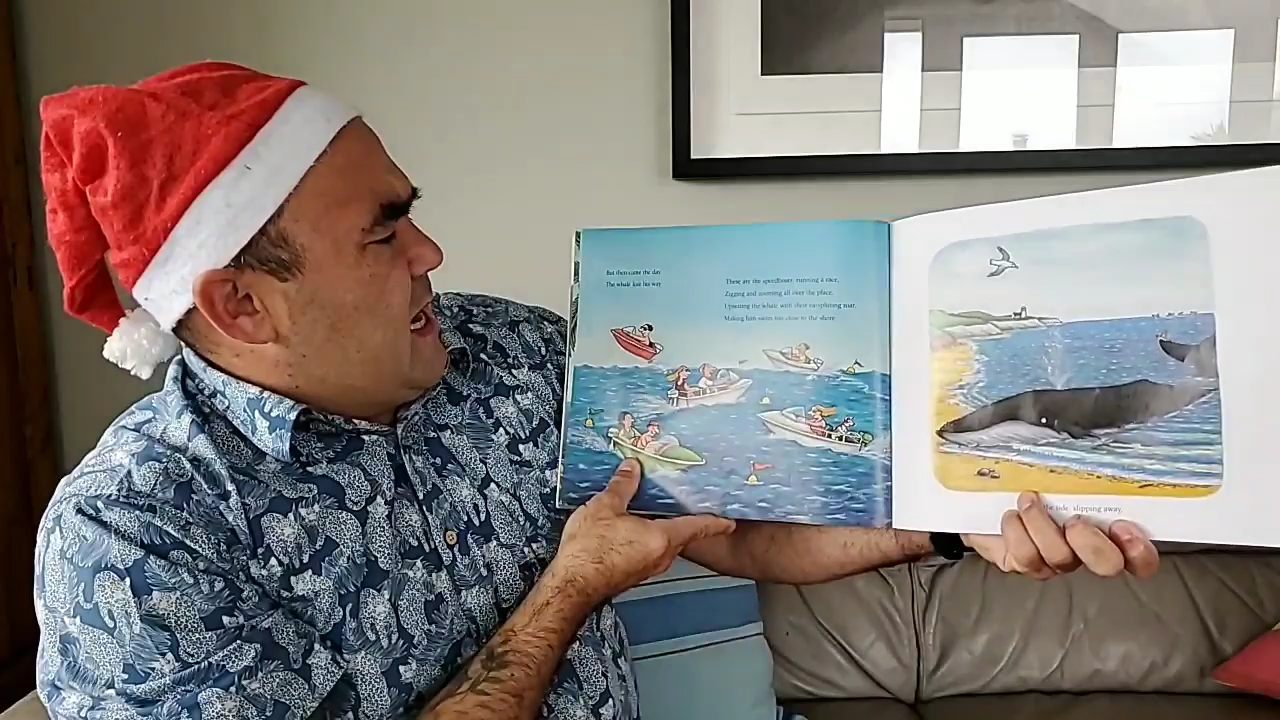 But then came the day
The whale lost his way
These are the speedboats, running a race,
Zigging and zooming all over the place,
Upsetting the whale with their earsplitting roar,
Making him swim too close to the shore.
the tide slipping away,